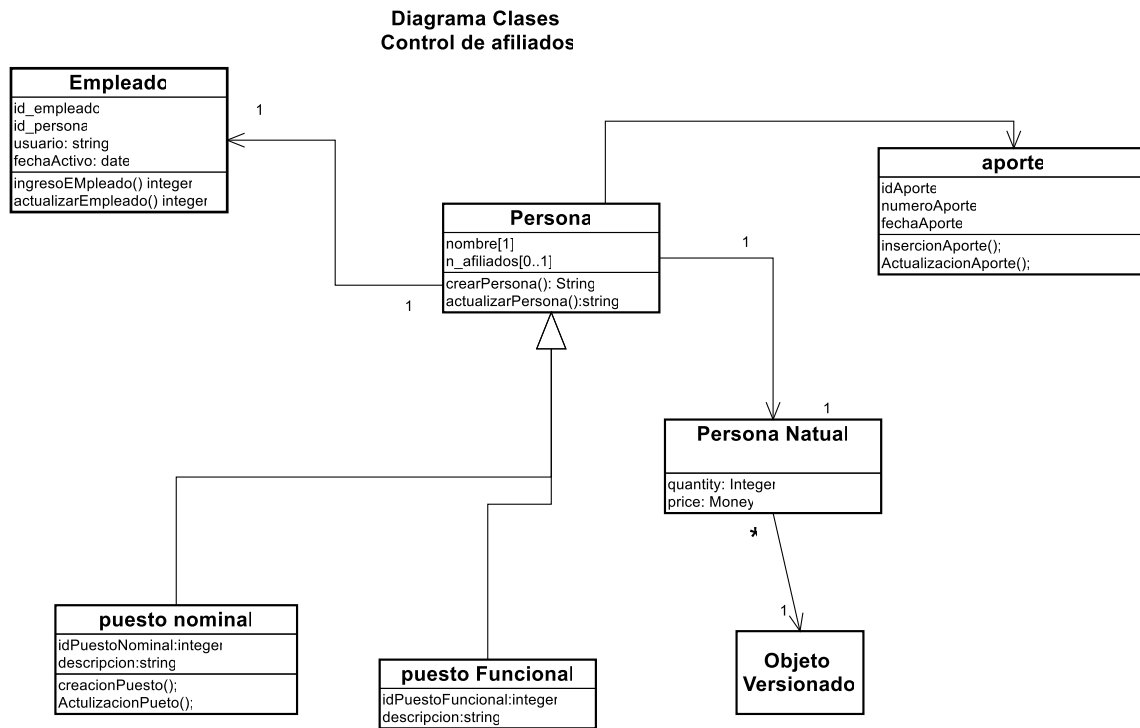 Diagrama Clases
Control de afiliados
Empleado
id_empleado
id_persona
usuario: string
fechaActivo: date
ingresoEMpleado() integer
actualizarEmpleado() integer
1
1
Persona
nombre[1]
n_afiliados[0..1]
crearPersona(): String
actualizarPersona():string
aporte
idAporte
numeroAporte
fechaAporte
insercionAporte();
ActualizacionAporte();
1
1
Persona Natual
quantity: Integer
price: Money
*
1
Objeto
Versionado
puesto nominal
idPuestoNominal:integer
descripcion:string
creacionPuesto();
ActulizacionPueto();
puesto Funcional
idPuestoFuncional:integer
descripcion:string